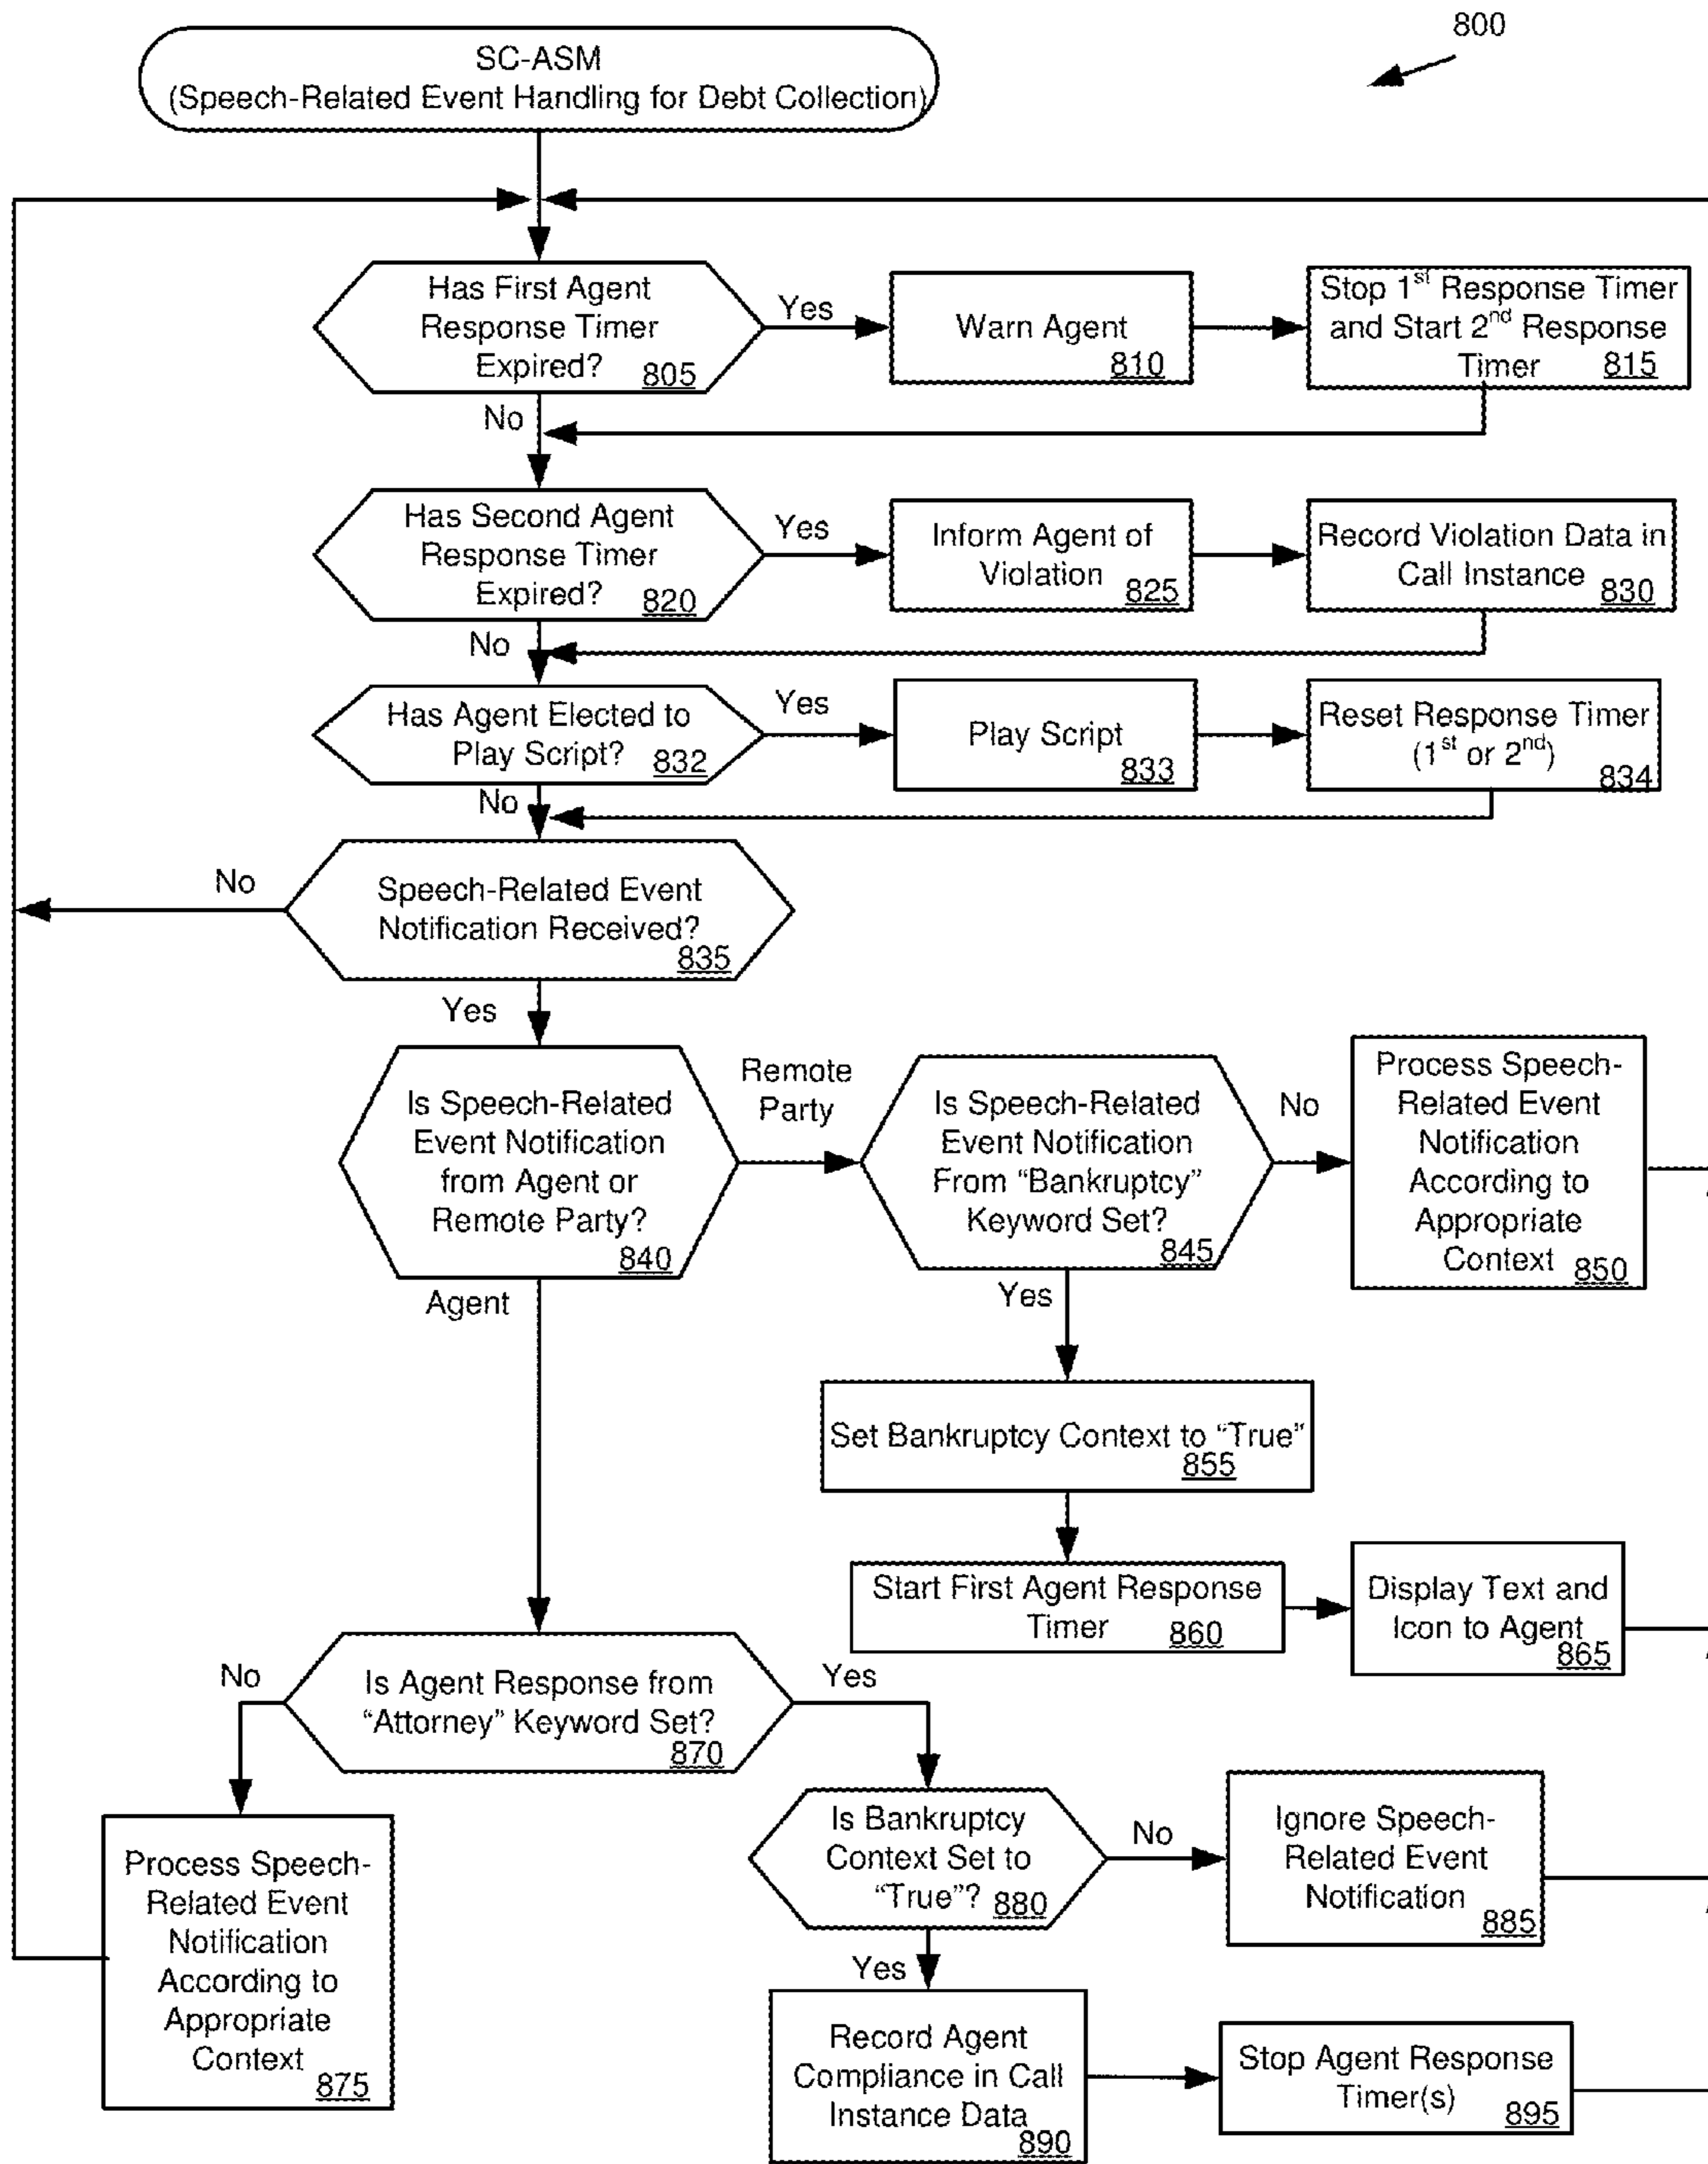 800
SC-ASM
(Speech-Related Event Handling for Debt Collection)
Has First Agent
Response Timer
Expired? 805
Yes
Warn Agent
810
Stop 1st Response Timer
and Start 2nd Response
Timer 815
No
Has Second Agent
Response Timer
Expired? 820
Yes
Inform Agent of
Violation 825
Record Violation Data in
Call Instance 830
No
Has Agent Elected to
Play Script? 832
Yes
Play Script
833
Reset Response Timer
(1st or 2nd)
834
No
Speech-Related Event
Notification Received?
835
No
Yes
Is Speech-Related
Event Notification
from Agent or
Remote Party?
840
Remote
Party
Is Speech-Related
Event Notification
From “Bankruptcy”
Keyword Set?
845
No
Process Speech-
Related Event
Notification
According to
Appropriate
Context 850
Agent
Yes
Set Bankruptcy Context to “True”
855
Start First Agent Response
Timer 860
Display Text and
Icon to Agent
865
No
Is Agent Response from
“Attorney” Keyword Set?
870
Yes
Process Speech-
Related Event
Notification
According to
Appropriate
Context
875
Is Bankruptcy
Context Set to
“True”? 880
No
Ignore Speech-
Related Event
Notification
885
Yes
Record Agent
Compliance in Call
Instance Data
890
Stop Agent Response
Timer(s) 895